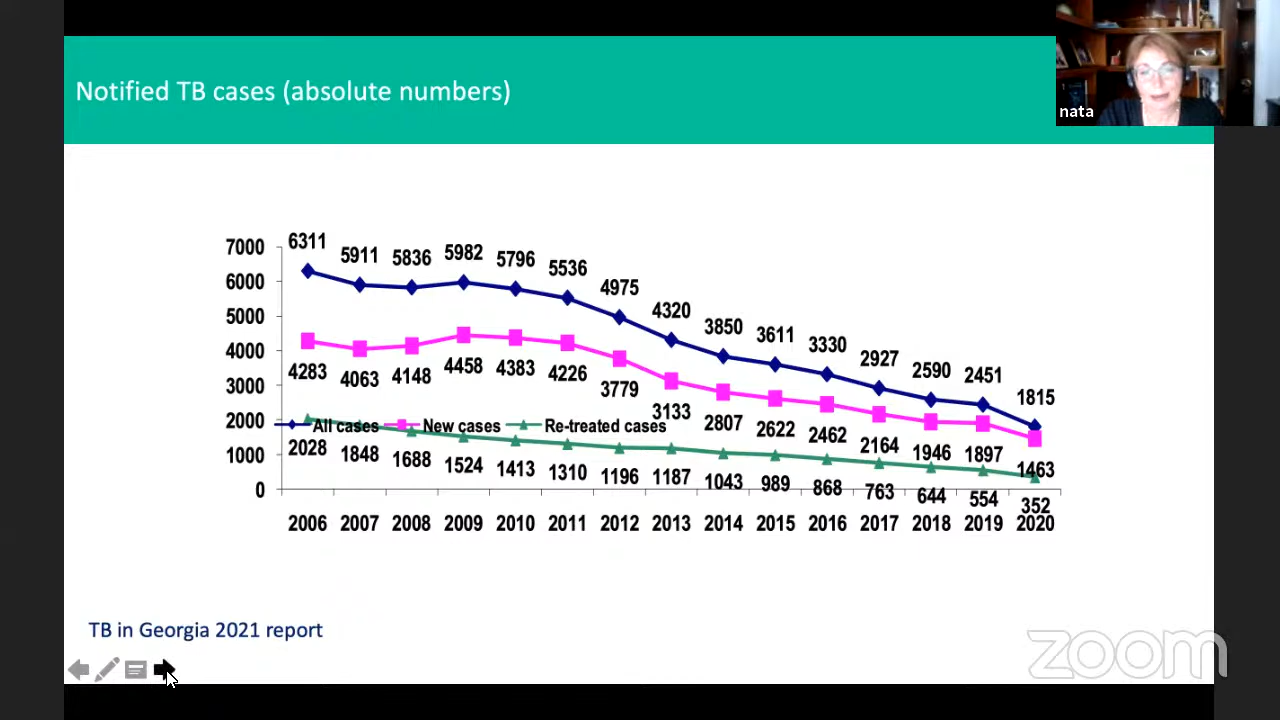 Notified TB cases (absolute numbers)
nata
7000
6000
5000
4000
3000
2000
1000
0
6311 5911 5836 5982 5796 5536 4975 4320 3850 3611 3330 2927 2590 2451 1815
4283 4063 4148 4458 4383 4226 3779 3133 2807 2622 2462 2164 1946 1897 1463
All cases New cases Re-treated cases
2028 1848 1688 1524 1413 1310 1196 1187 1043 989 868 763 644 554 352
2006 2007 2008 2009 2010 2011 2012 2013 2014 2015 2016 2017 2018 2019 2020
TB in Georgia 2021 report
zoom